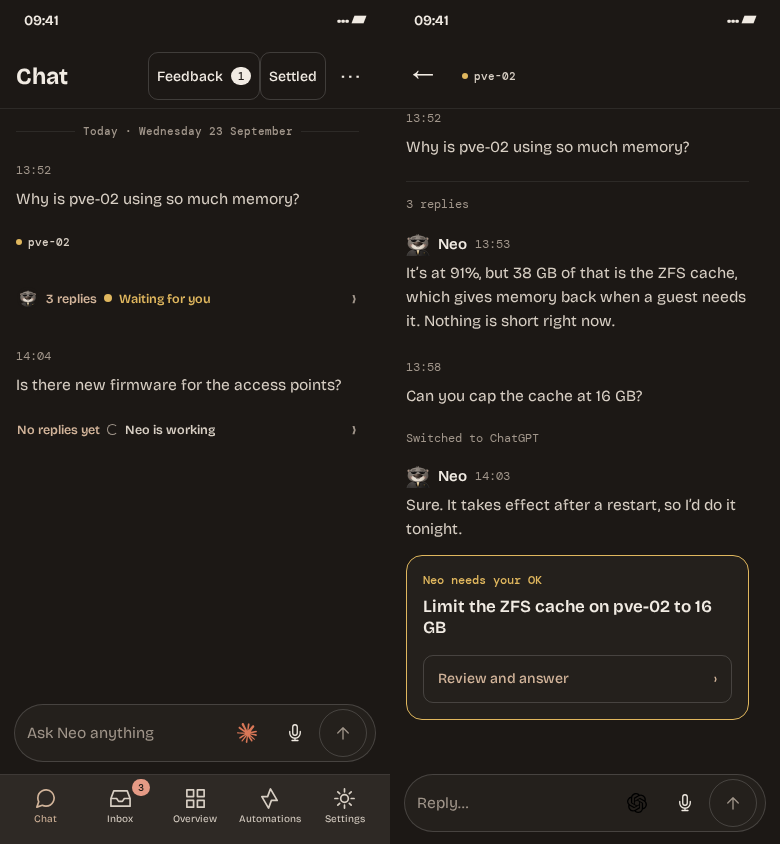 09:41
Chat
Feedback 1
Settled
Today · Wednesday 23 September
13:52
Why is pve-02 using so much memory?
pve-02
3 replies
Waiting for you
14:04
Is there new firmware for the access points?
No replies yet
Neo is working
Ask Neo anything
3
Chat
Inbox
Overview
Automations
Settings
09:41
pve-02
13:52
Why is pve-02 using so much memory?
3 replies
Neo 13:53
It's at 91%, but 38 GB of that is the ZFS cache,
which gives memory back when a guest needs
it. Nothing is short right now.
13:58
Can you cap the cache at 16 GB?
Switched to ChatGPT
Neo 14:03
Sure. It takes effect after a restart, so I'd do it
tonight.
Neo needs your OK
Limit the ZFS cache on pve-02 to 16
GB
Review and answer
Reply...